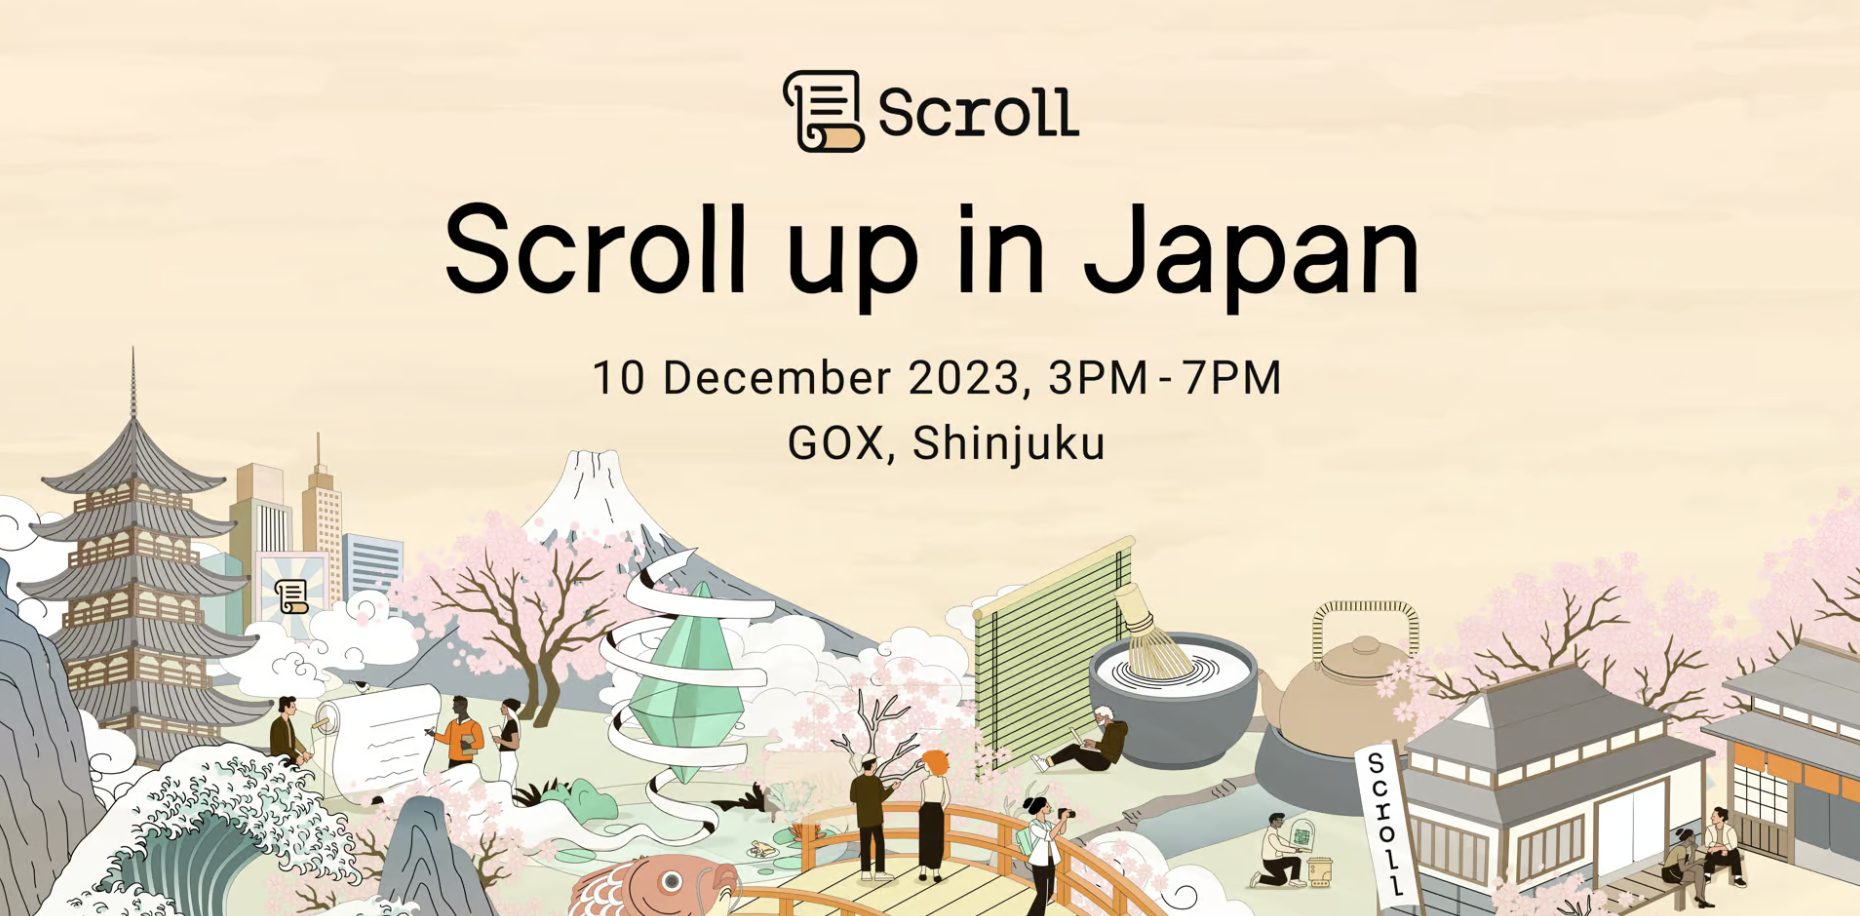 Scroll
Scroll up in Japan
10 December 2023, 3PM - 7PM
GOX, Shinjuku
Scroll